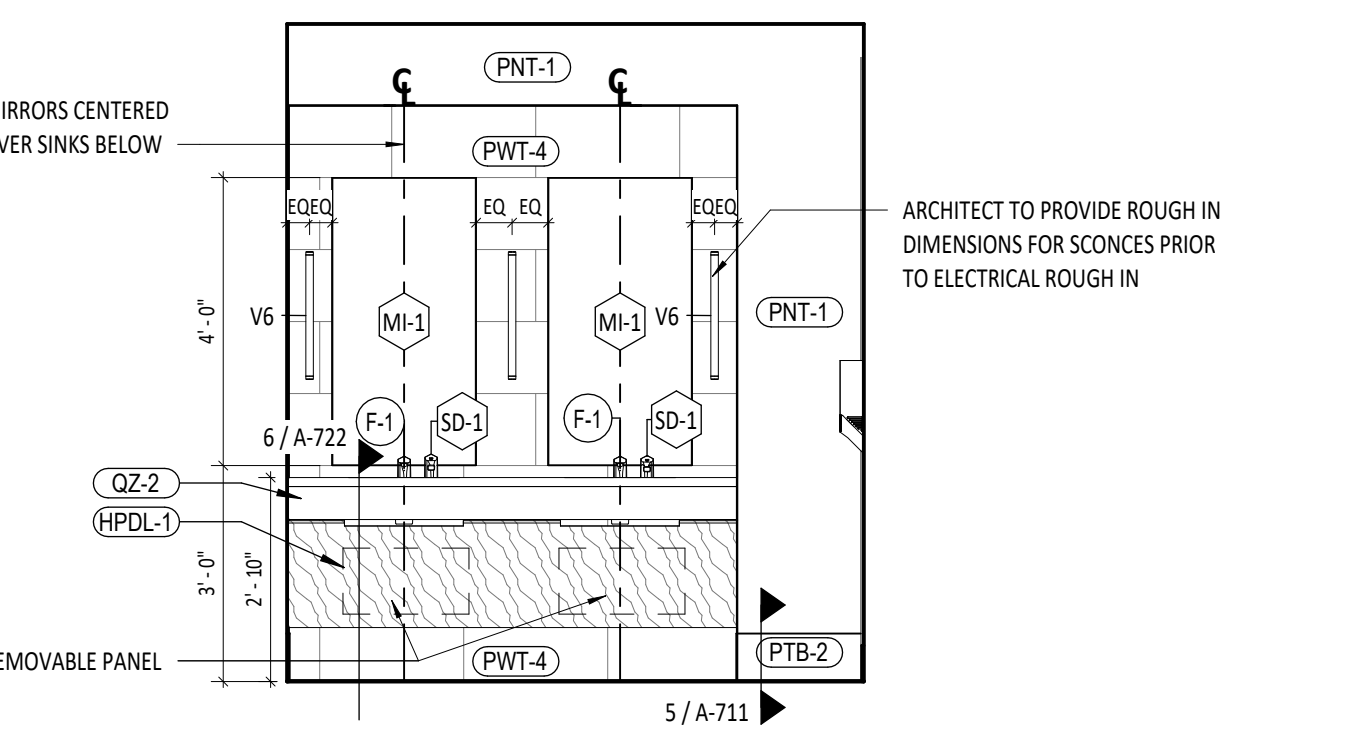 PNT-1
℄ ℄
IRRORS CENTERED
VER SINKS BELOW
PWT-4
EQ EQ EQ EQ EQ EQ
ARCHITECT TO PROVIDE ROUGH IN
DIMENSIONS FOR SCONCES PRIOR
TO ELECTRICAL ROUGH IN
4' - 0"
V6
MI-1
MI-1
V6
PNT-1
F-1
SD-1
F-1
SD-1
6 / A-722
QZ-2
HPDL-1
3' - 0"
2' - 10"
EMOVABLE PANEL
PWT-4
PTB-2
5 / A-711